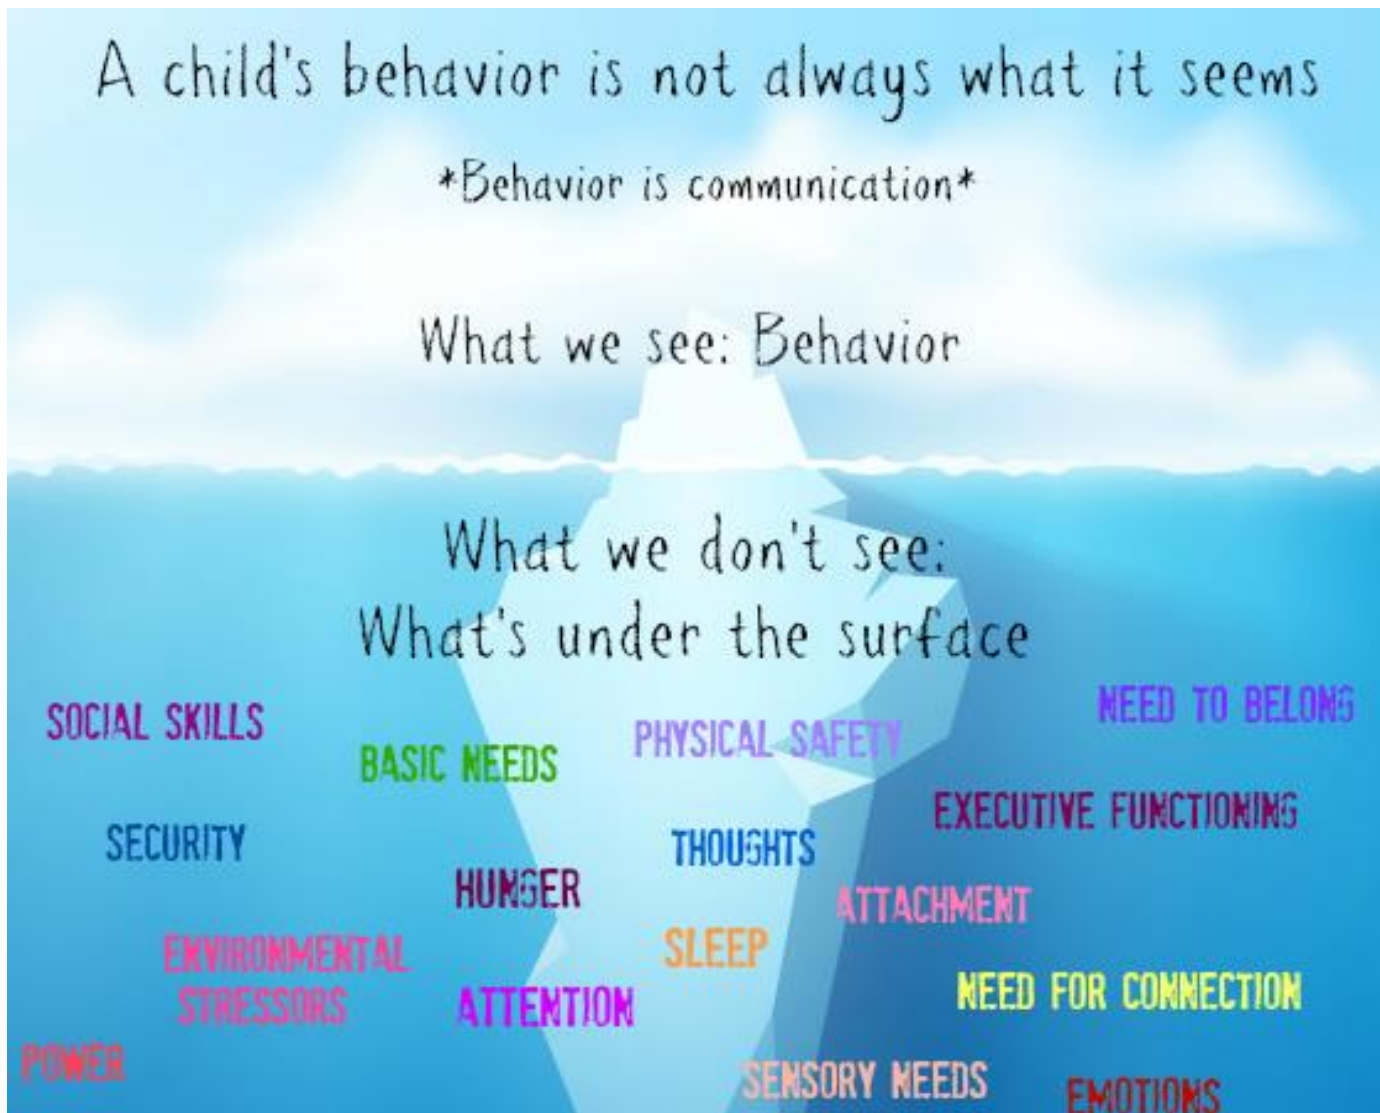 A child's behavior is not always what it seems
*Behavior is communication*
What we see: Behavior
What we don't see:
What's under the surface
SOCIAL SKILLS
BASIC NEEDS
PHYSICAL SAFETY
NEED TO BELONG
SECURITY
HUNGER
THOUGHTS
EXECUTIVE FUNCTIONING
ATTACHMENT
ENVIRONMENTAL
STRESSORS
ATTENTION
SLEEP
NEED FOR CONNECTION
POWER
SENSORY NEEDS
EMOTIONS